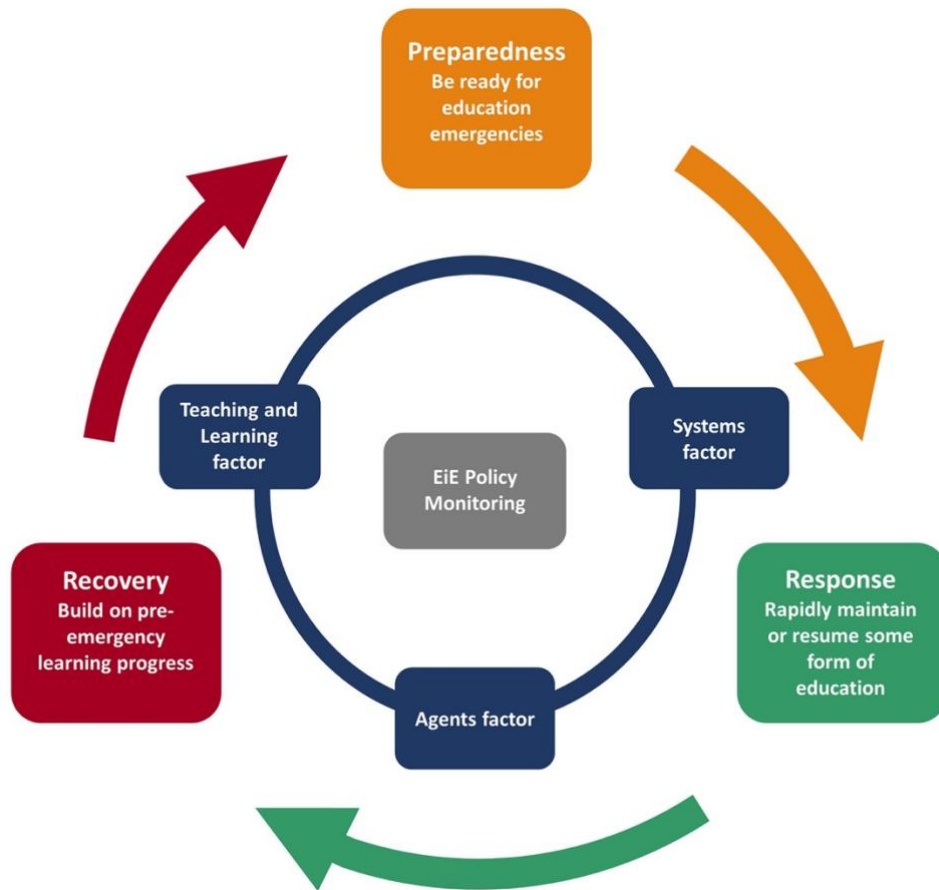 Preparedness
Be ready for
education
emergencies
Teaching and
Learning
factor
Systems
factor
EiE Policy
Monitoring
Recovery
Build on pre-
emergency
learning progress
Response
Rapidly maintain
or resume some
form of
education
Agents factor